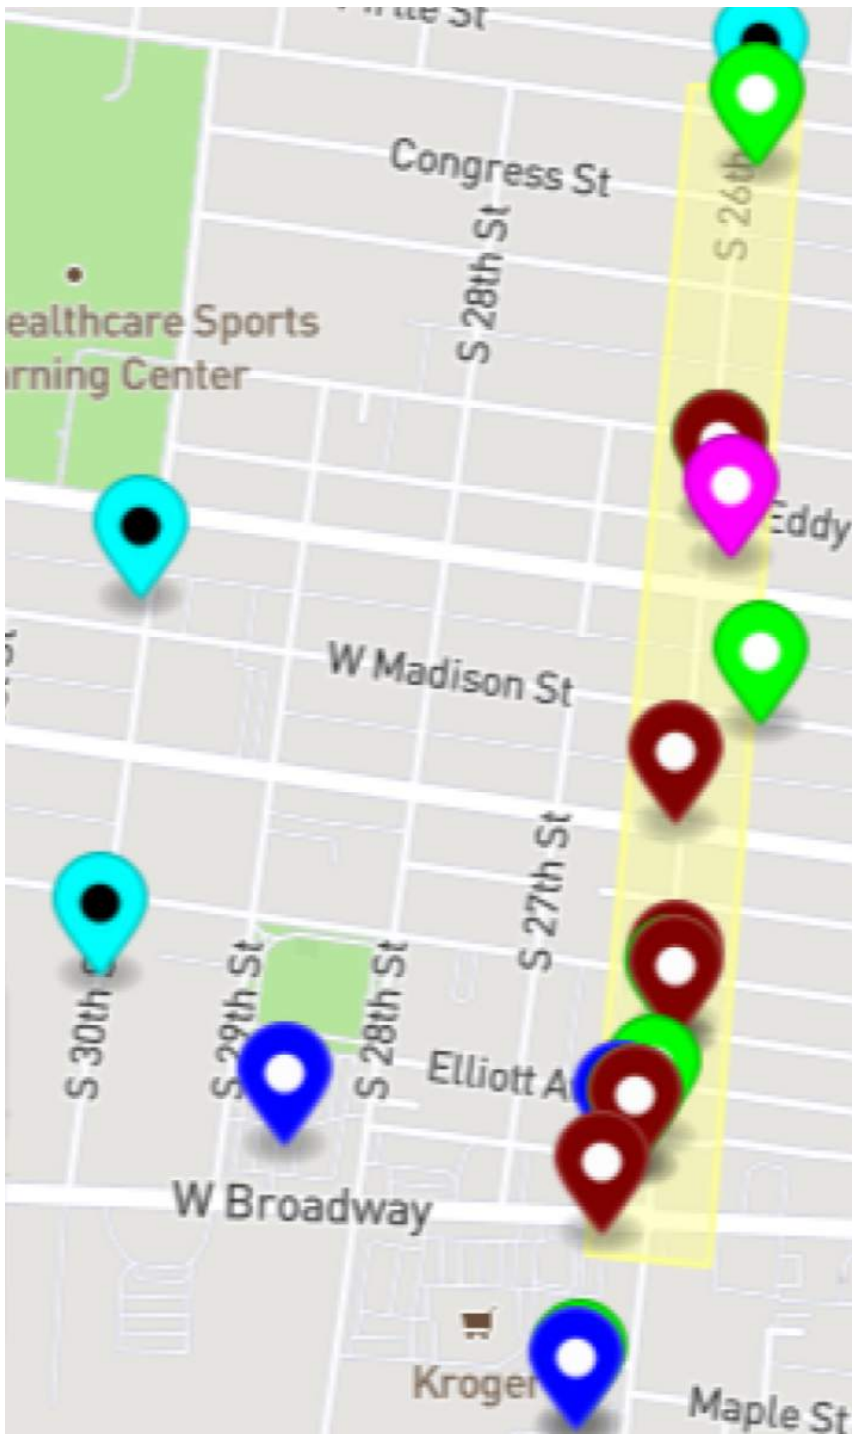 Congress St
S 26th
S 28th St
ealthcare Sports
rning Center
Eddy
W Madison St
S 27th St
S 30th S
S 29th St
S 28th St
Elliott A
W Broadway
Kroger
Maple St